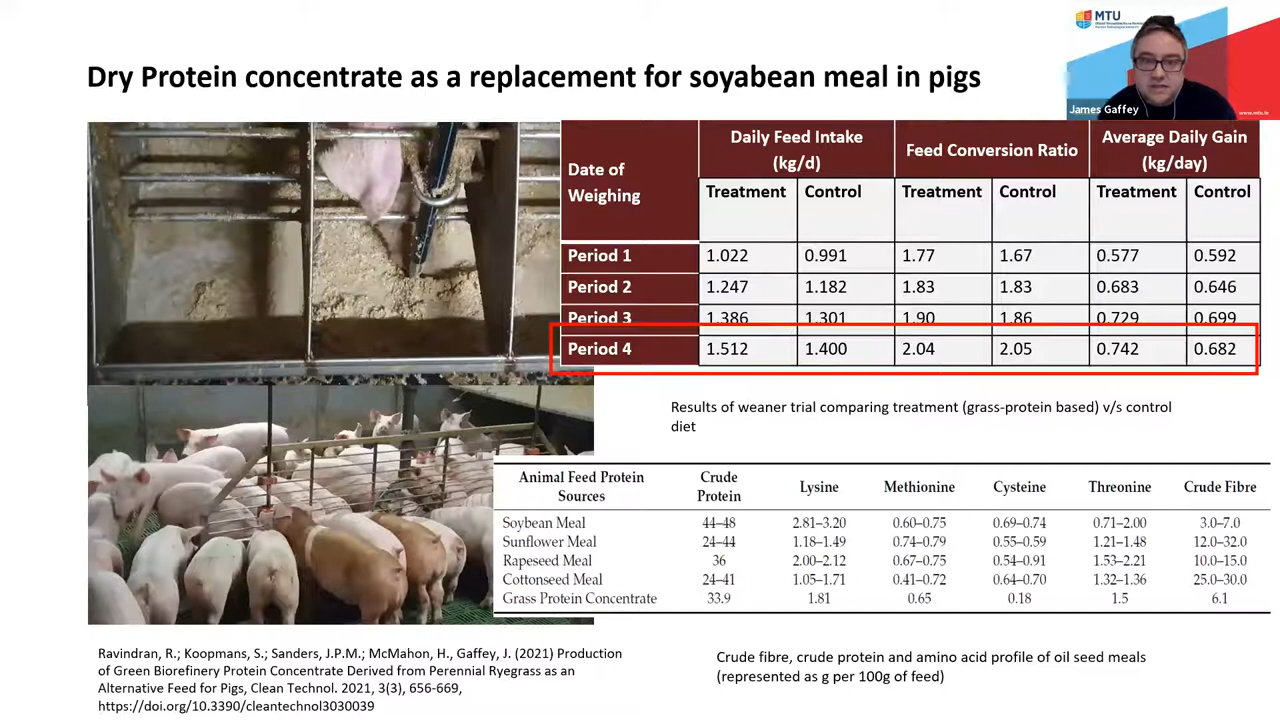 Dry Protein concentrate as a replacement for soyabean meal in pigs
MTU
James Gaffey
www.mtu.ie
Date of Weighing
Daily Feed Intake (kg/d)
Feed Conversion Ratio
Average Daily Gain (kg/day)
Treatment Control Treatment Control Treatment Control
Period 1 1.022 0.991 1.77 1.67 0.577 0.592
Period 2 1.247 1.182 1.83 1.83 0.683 0.646
Period 3 1.386 1.301 1.90 1.86 0.729 0.699
Period 4 1.512 1.400 2.04 2.05 0.742 0.682
Results of weaner trial comparing treatment (grass-protein based) v/s control
diet
Animal Feed Protein Sources Crude Protein Lysine Methionine Cysteine Threonine Crude Fibre
Soybean Meal 44–48 2.81–3.20 0.60–0.75 0.69–0.74 0.71–2.00 3.0–7.0
Sunflower Meal 24–44 1.18–1.49 0.74–0.79 0.55–0.59 1.21–1.48 12.0–32.0
Rapeseed Meal 36 2.00–2.12 0.67–0.75 0.54–0.91 1.53–2.21 10.0–15.0
Cottonseed Meal 24–41 1.05–1.71 0.41–0.72 0.64–0.70 1.32–1.36 25.0–30.0
Grass Protein Concentrate 33.9 1.81 0.65 0.18 1.5 6.1
Ravindran, R.; Koopmans, S.; Sanders, J.P.M.; McMahon, H., Gaffey, J. (2021) Production
of Green Biorefinery Protein Concentrate Derived from Perennial Ryegrass as an
Alternative Feed for Pigs, Clean Technol. 2021, 3(3), 656-669,
https://doi.org/10.3390/cleantechnol3030039
Crude fibre, crude protein and amino acid profile of oil seed meals
(represented as g per 100g of feed)